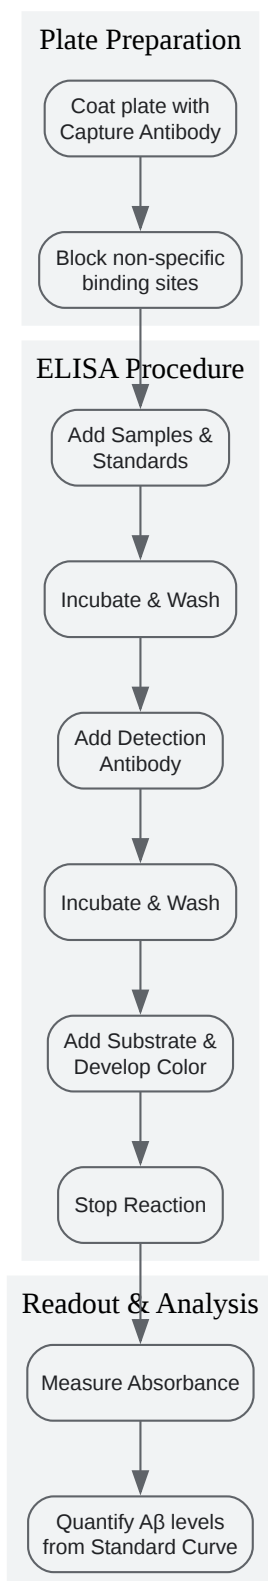 Plate Preparation
Coat plate with
Capture Antibody
Block non-specific
binding sites
ELISA Procedure
Add Samples &
Standards
Incubate & Wash
Add Detection
Antibody
Incubate & Wash
Add Substrate &
Develop Color
Stop Reaction
Readout & Analysis
Measure Absorbance
Quantify Aβ levels
from Standard Curve